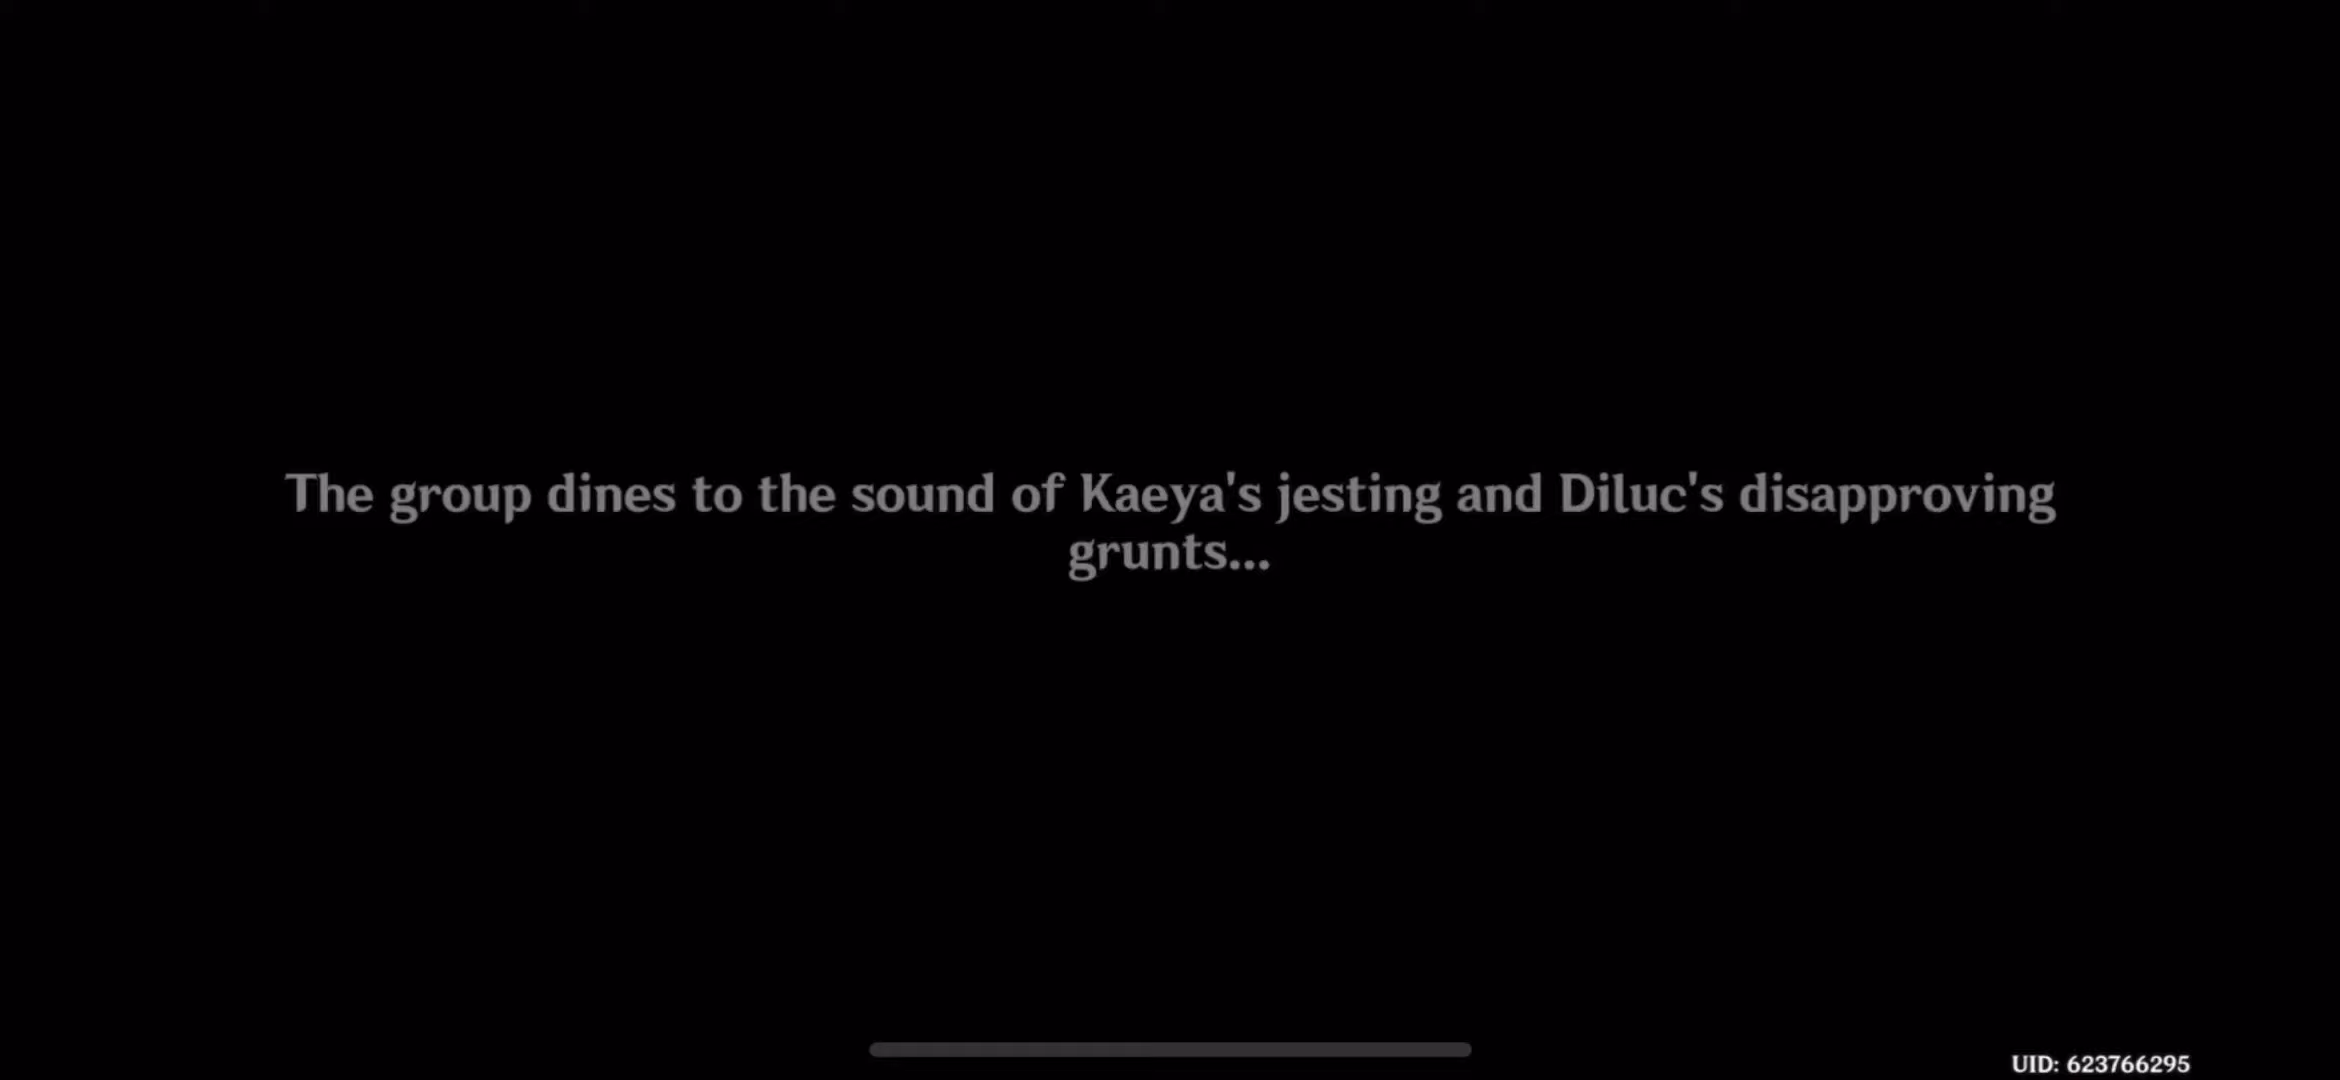 The group dines to the sound of Kaeya's jesting and Diluc's disapproving
grunts...
UID: 623766295